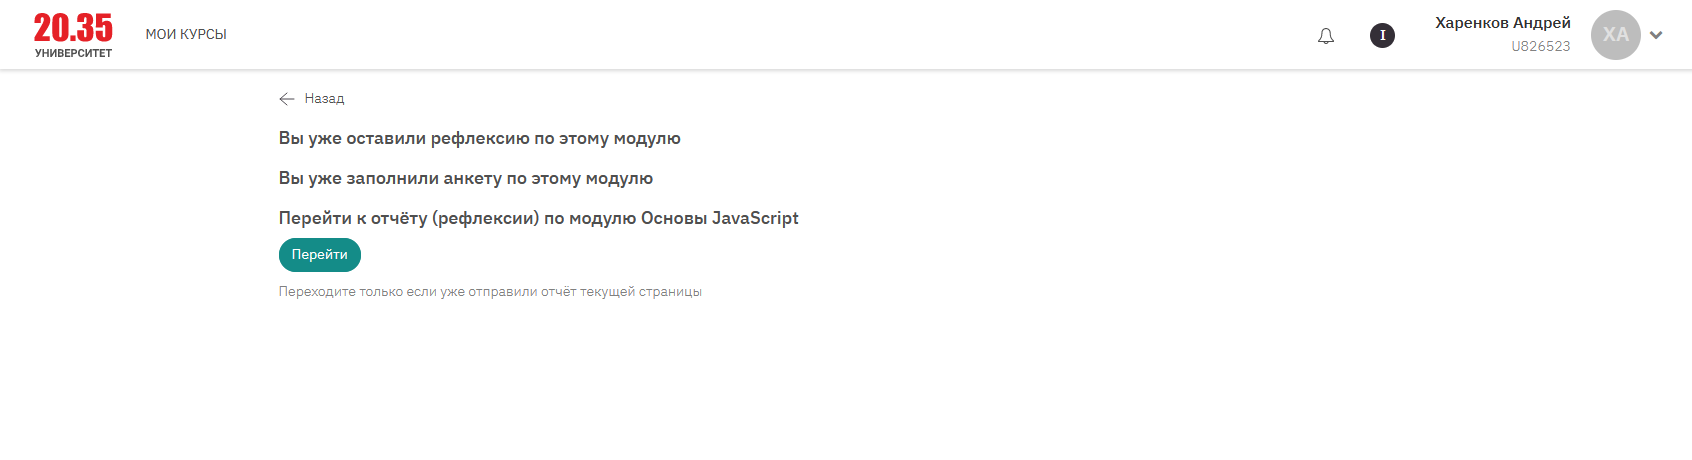 20.35
УНИВЕРСИТЕТ
МОИ КУРСЫ
I
Харенков Андрей
U826523
ХА
Назад
Вы уже оставили рефлексию по этому модулю
Вы уже заполнили анкету по этому модулю
Перейти к отчёту (рефлексии) по модулю Основы JavaScript
Перейти
Переходите только если уже отправили отчёт текущей страницы